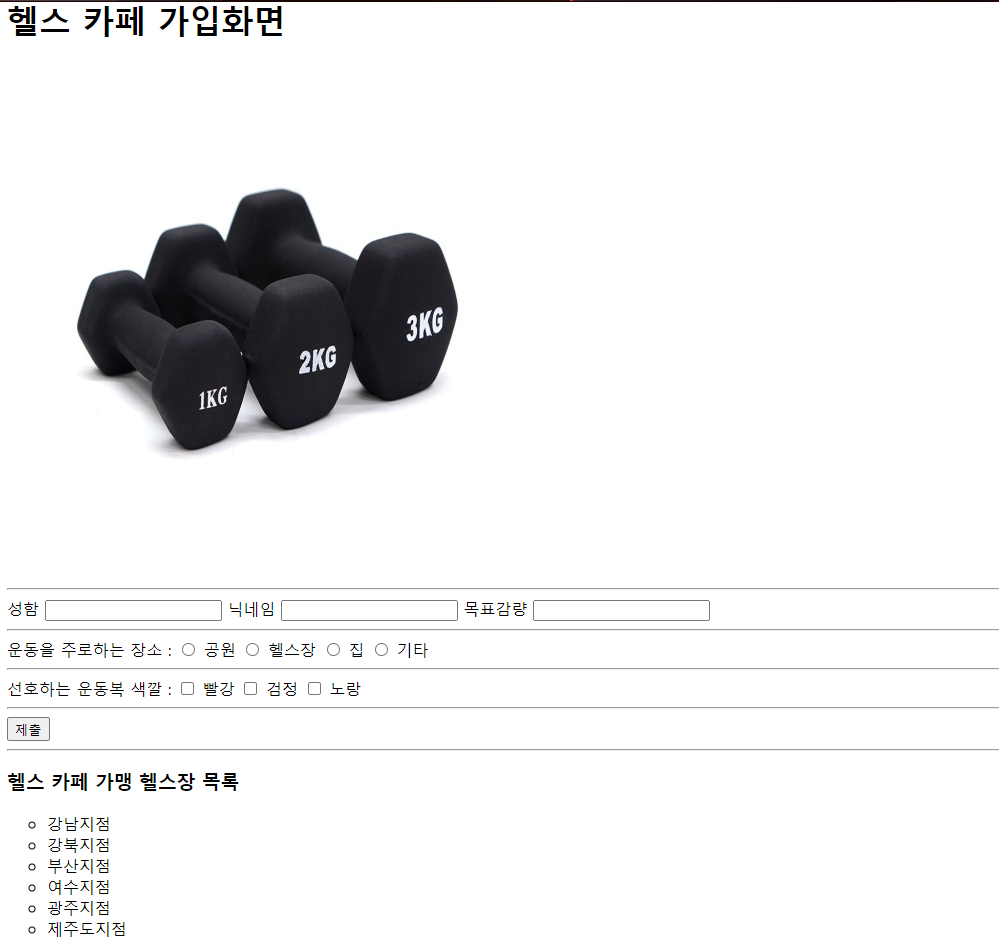 헬스 카페 가입화면
1KG
2KG
3KG
성함 닉네임 목표감량
운동을 주로하는 장소 : 공원 헬스장 집 기타
선호하는 운동복 색깔 : 빨강 검정 노랑
제출
헬스 카페 가맹 헬스장 목록
강남지점
강북지점
부산지점
여수지점
광주지점
제주도지점